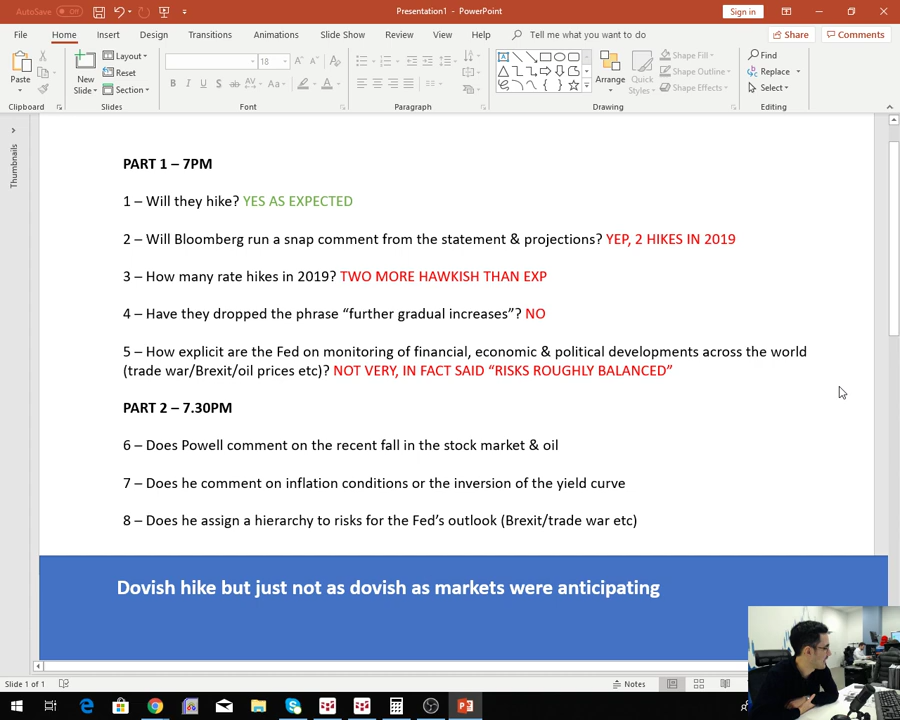 AutoSave
Off
Presentation1 - PowerPoint
Sign in
File
Home
Insert
Design
Transitions
Animations
Slide Show
Review
View
Help
Tell me what you want to do
Share
Comments
Paste
New
Slide
Layout
Reset
Section
18
B I U S ab AV Aa A
Arrange
Quick
Styles
Shape Fill
Shape Outline
Shape Effects
Find
Replace
Select
Clipboard
Slides
Font
Paragraph
Drawing
Editing
Thumbnails
PART 1 – 7PM
1 – Will they hike? YES AS EXPECTED
2 – Will Bloomberg run a snap comment from the statement & projections? YEP, 2 HIKES IN 2019
3 – How many rate hikes in 2019? TWO MORE HAWKISH THAN EXP
4 – Have they dropped the phrase “further gradual increases”? NO
5 – How explicit are the Fed on monitoring of financial, economic & political developments across the world
(trade war/Brexit/oil prices etc)? NOT VERY, IN FACT SAID “RISKS ROUGHLY BALANCED”
PART 2 – 7.30PM
6 – Does Powell comment on the recent fall in the stock market & oil
7 – Does he comment on inflation conditions or the inversion of the yield curve
8 – Does he assign a hierarchy to risks for the Fed’s outlook (Brexit/trade war etc)
Dovish hike but just not as dovish as markets were anticipating
Slide 1 of 1
Notes